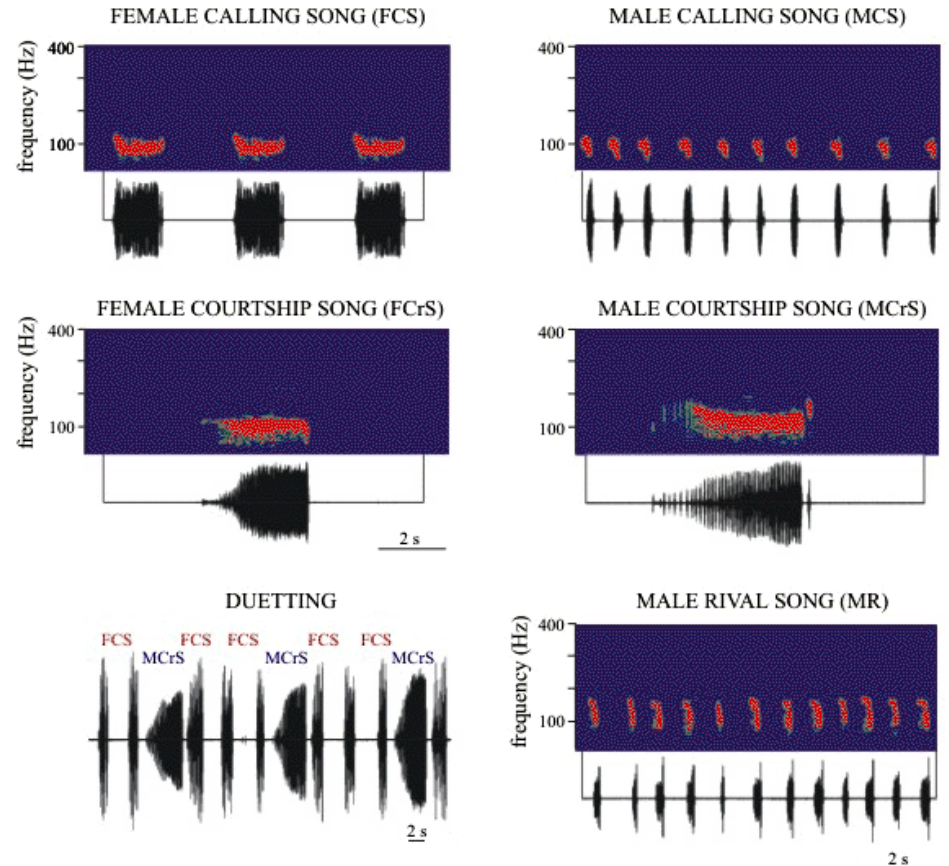 FEMALE CALLING SONG (FCS)
MALE CALLING SONG (MCS)
frequency (Hz)
400
100
400
100
FEMALE COURTSHIP SONG (FCrS)
MALE COURTSHIP SONG (MCrS)
frequency (Hz)
400
100
400
100
2 s
DUETTING
MALE RIVAL SONG (MR)
FCS FCS FCS FCS FCS
MCrS MCrS MCrS
2 s
frequency (Hz)
400
100
2 s